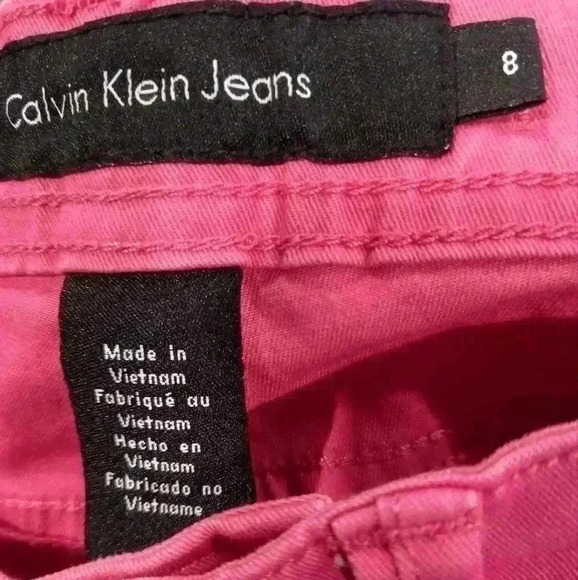 Calvin Klein Jeans
8
Made in
Vietnam
Fabriqué au
Vietnam
Hecho en
Vietnam
Fabricado no
Vietname